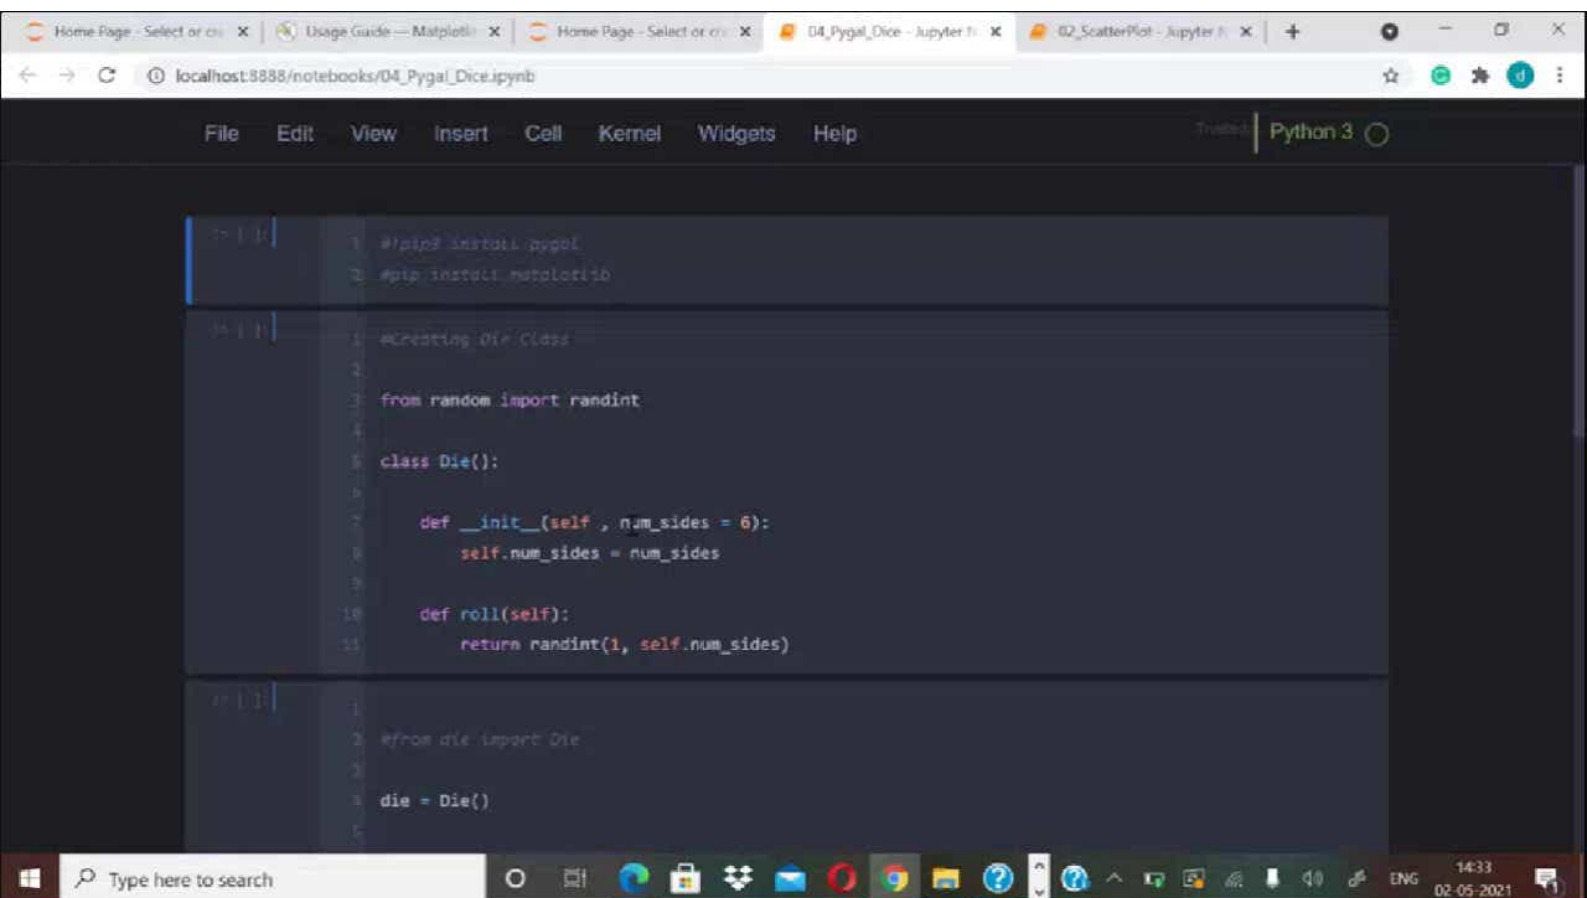 Home Page - Select or cr
Usage Guide — Matplotli
Home Page - Select or cr
04_Pygal_Dice - Jupyter N
02_ScatterPlot - Jupyter N
localhost:8888/notebooks/04_Pygal_Dice.ipynb
d
File Edit View Insert Cell Kernel Widgets Help Trusted Python 3
In [ ]:
1 #!pip3 install pygal
2 #pip install matplotlib
In [ ]:
1 #Creating Die Class
2
3 from random import randint
4
5 class Die():
6
7 def __init__(self , num_sides = 6):
8 self.num_sides = num_sides
9
10 def roll(self):
11 return randint(1, self.num_sides)
In [ ]:
1
2 #from die import Die
3
4 die = Die()
5
Type here to search
ENG
14:33
02-05-2021